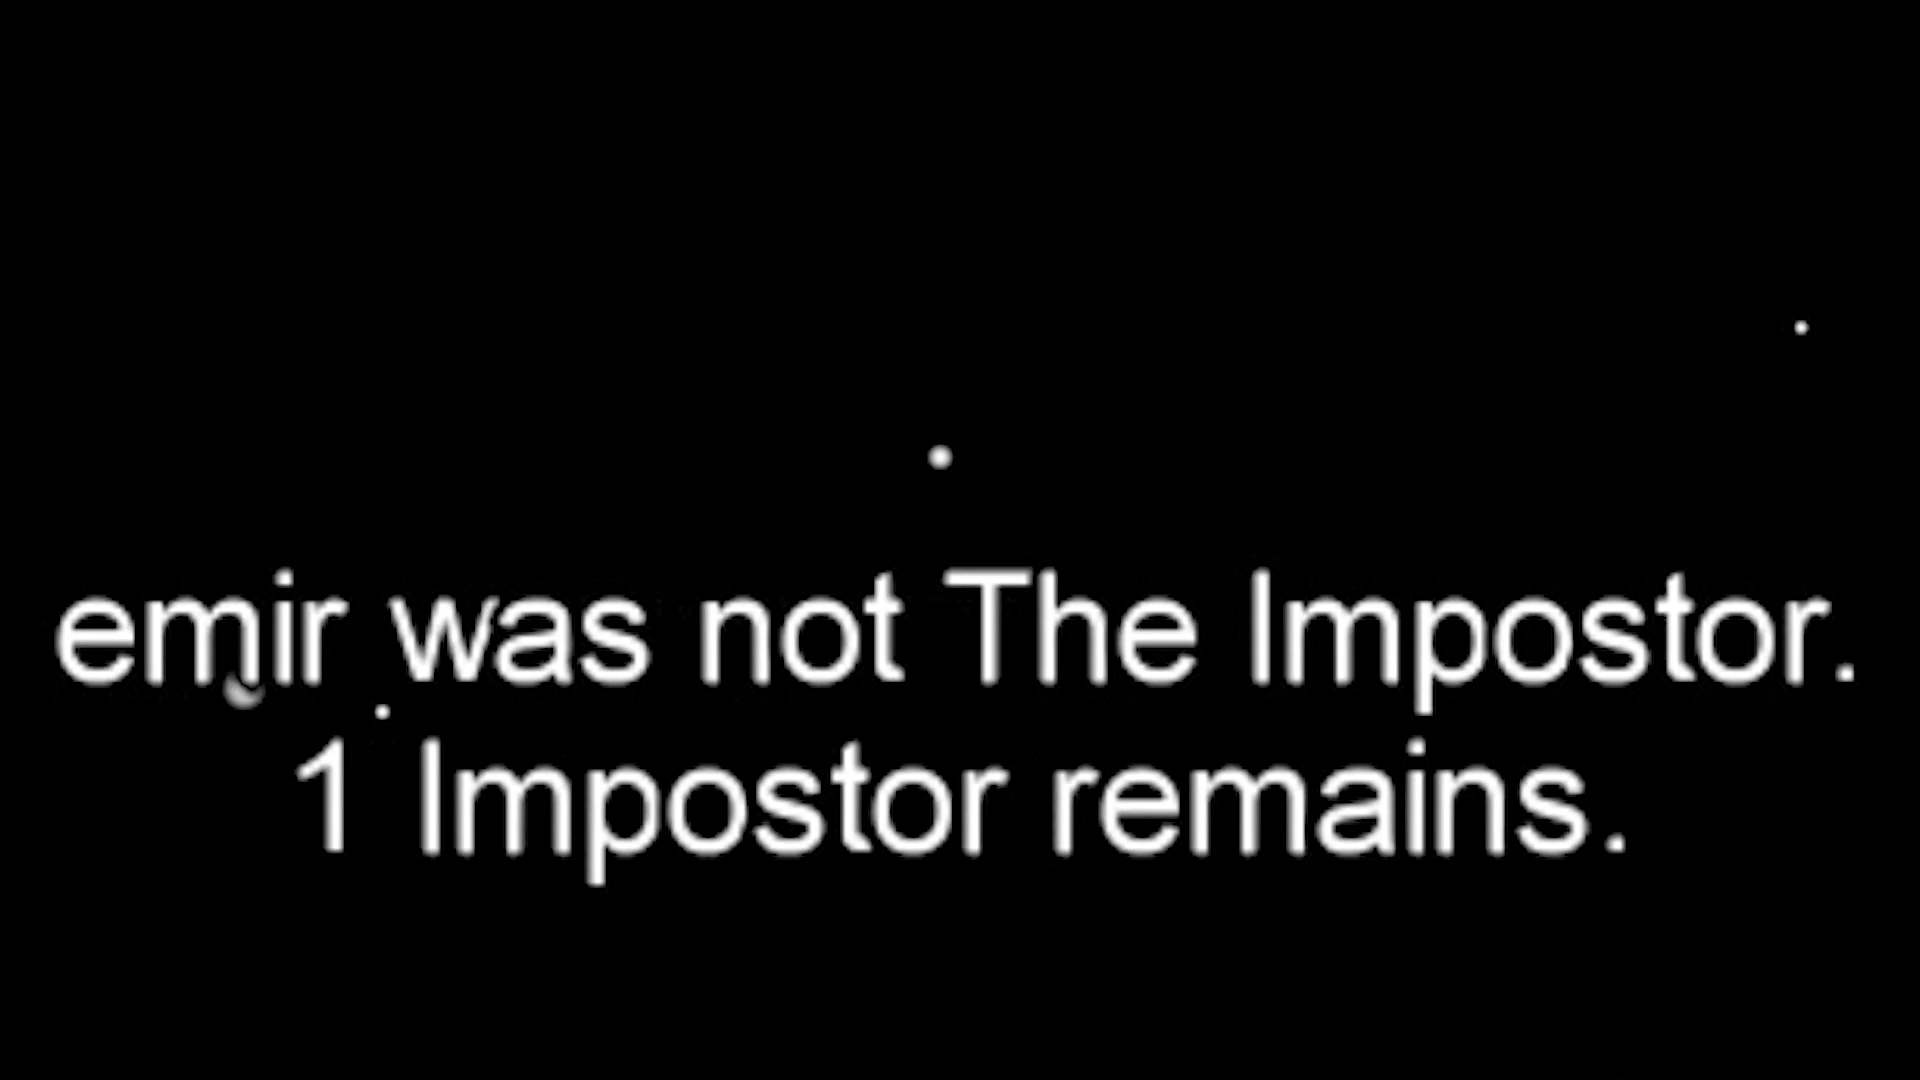 emir was not The Impostor.
1 Impostor remains.